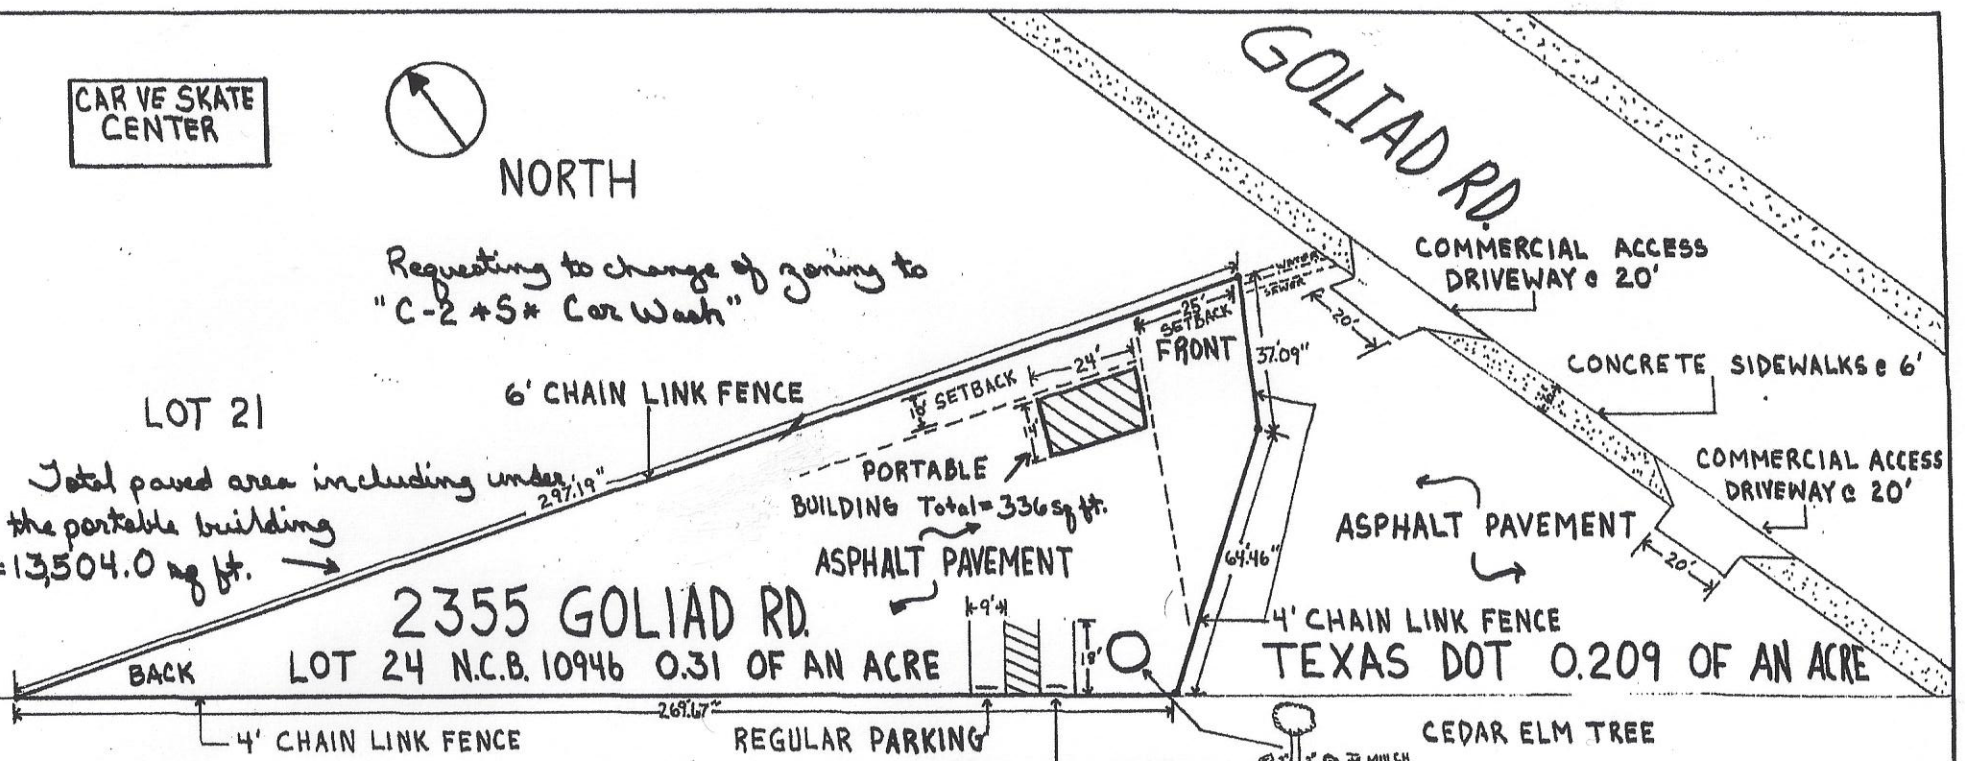 CAR VE SKATE
CENTER
NORTH
GOLIAD RD.
Requesting to change of zoning to
"C-2 *S* Car Wash"
COMMERCIAL ACCESS
DRIVEWAY @ 20'
WATER
SEWER
20'
25'
SETBACK
FRONT
37.09"
CONCRETE SIDEWALKS @ 6'
24'
SETBACK
14'
6' CHAIN LINK FENCE
LOT 21
297.19"
Total paved area including under
the portable building
=13,504.0 sq ft.
PORTABLE
BUILDING Total=336 sq ft.
ASPHALT PAVEMENT
COMMERCIAL ACCESS
DRIVEWAY @ 20'
ASPHALT PAVEMENT
20'
64.46"
4' CHAIN LINK FENCE
TEXAS DOT 0.209 OF AN ACRE
2355 GOLIAD RD.
LOT 24 N.C.B. 10946 0.31 OF AN ACRE
9'
18'
BACK
269.67"
4' CHAIN LINK FENCE
REGULAR PARKING
CEDAR ELM TREE
MULCH